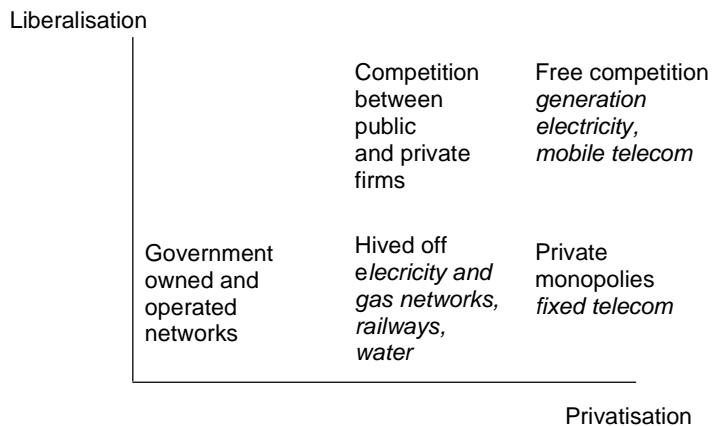 Liberalisation
Competition
between
public
and private
firms
Free competition
generation
electricity,
mobile telecom
Government
owned and
operated
networks
Hived off
elecricity and
gas networks,
railways,
water
Private
monopolies
fixed telecom
Privatisation